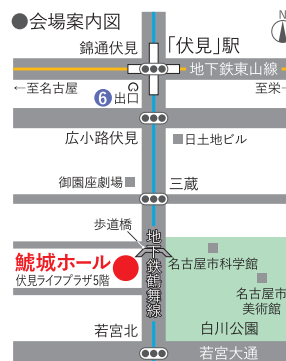 ●会場案内図
N
錦通伏見
「伏見」駅
地下鉄東山線
←至名古屋
至栄→
6出口
広小路伏見
日土地ビル
御園座劇場
三蔵
歩道橋
地下鉄鶴舞線
鯱城ホール
伏見ライフプラザ5階
名古屋市科学館
名古屋市
美術館
若宮北
白川公園
若宮大通